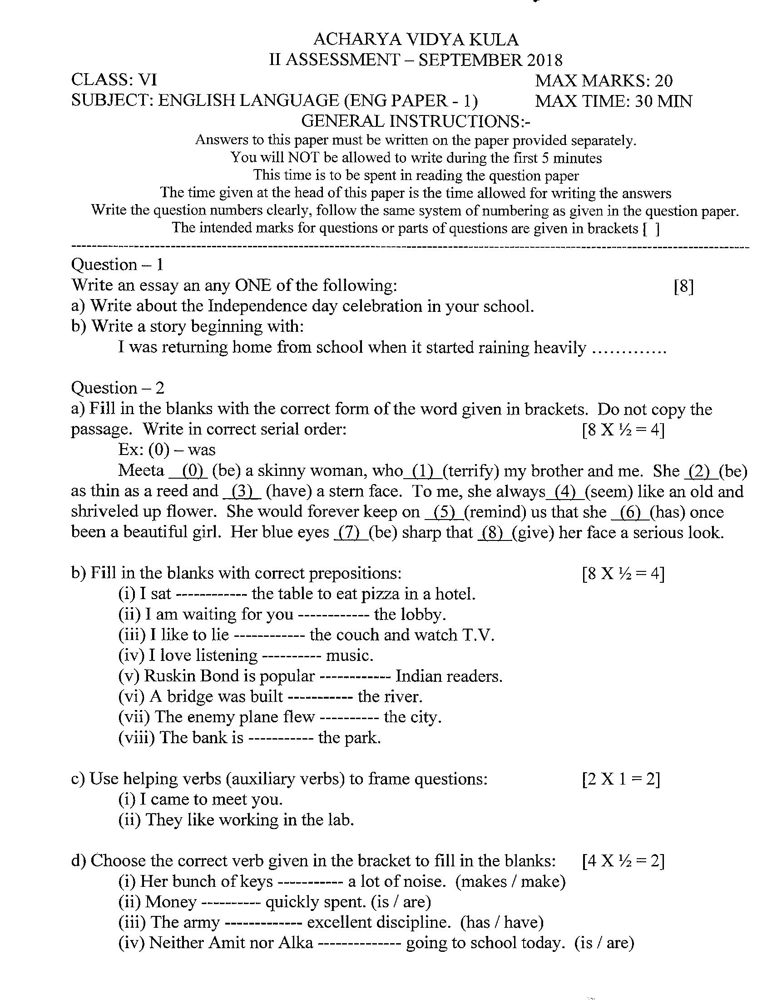 ACHARYA VIDYA KULA
II ASSESSMENT – SEPTEMBER 2018
CLASS: VI MAX MARKS: 20
SUBJECT: ENGLISH LANGUAGE (ENG PAPER - 1) MAX TIME: 30 MIN
GENERAL INSTRUCTIONS:-
Answers to this paper must be written on the paper provided separately.
You will NOT be allowed to write during the first 5 minutes
This time is to be spent in reading the question paper
The time given at the head of this paper is the time allowed for writing the answers
Write the question numbers clearly, follow the same system of numbering as given in the question paper.
The intended marks for questions or parts of questions are given in brackets [ ]
Question – 1
Write an essay an any ONE of the following: [8]
a) Write about the Independence day celebration in your school.
b) Write a story beginning with:
I was returning home from school when it started raining heavily .............
Question – 2
a) Fill in the blanks with the correct form of the word given in brackets. Do not copy the
passage. Write in correct serial order: [8 X ½ = 4]
Ex: (0) – was
Meeta __(0)_ (be) a skinny woman, who_(1)_(terrify) my brother and me. She _(2)_(be)
as thin as a reed and _(3)_ (have) a stern face. To me, she always_(4)_(seem) like an old and
shriveled up flower. She would forever keep on _(5)_(remind) us that she _(6)_(has) once
been a beautiful girl. Her blue eyes _(7)_(be) sharp that _(8)_(give) her face a serious look.
b) Fill in the blanks with correct prepositions: [8 X ½ = 4]
(i) I sat ------------ the table to eat pizza in a hotel.
(ii) I am waiting for you ------------ the lobby.
(iii) I like to lie ------------ the couch and watch T.V.
(iv) I love listening ---------- music.
(v) Ruskin Bond is popular ------------ Indian readers.
(vi) A bridge was built ----------- the river.
(vii) The enemy plane flew ---------- the city.
(viii) The bank is ----------- the park.
c) Use helping verbs (auxiliary verbs) to frame questions: [2 X 1 = 2]
(i) I came to meet you.
(ii) They like working in the lab.
d) Choose the correct verb given in the bracket to fill in the blanks: [4 X ½ = 2]
(i) Her bunch of keys ----------- a lot of noise. (makes / make)
(ii) Money ---------- quickly spent. (is / are)
(iii) The army ------------- excellent discipline. (has / have)
(iv) Neither Amit nor Alka -------------- going to school today. (is / are)